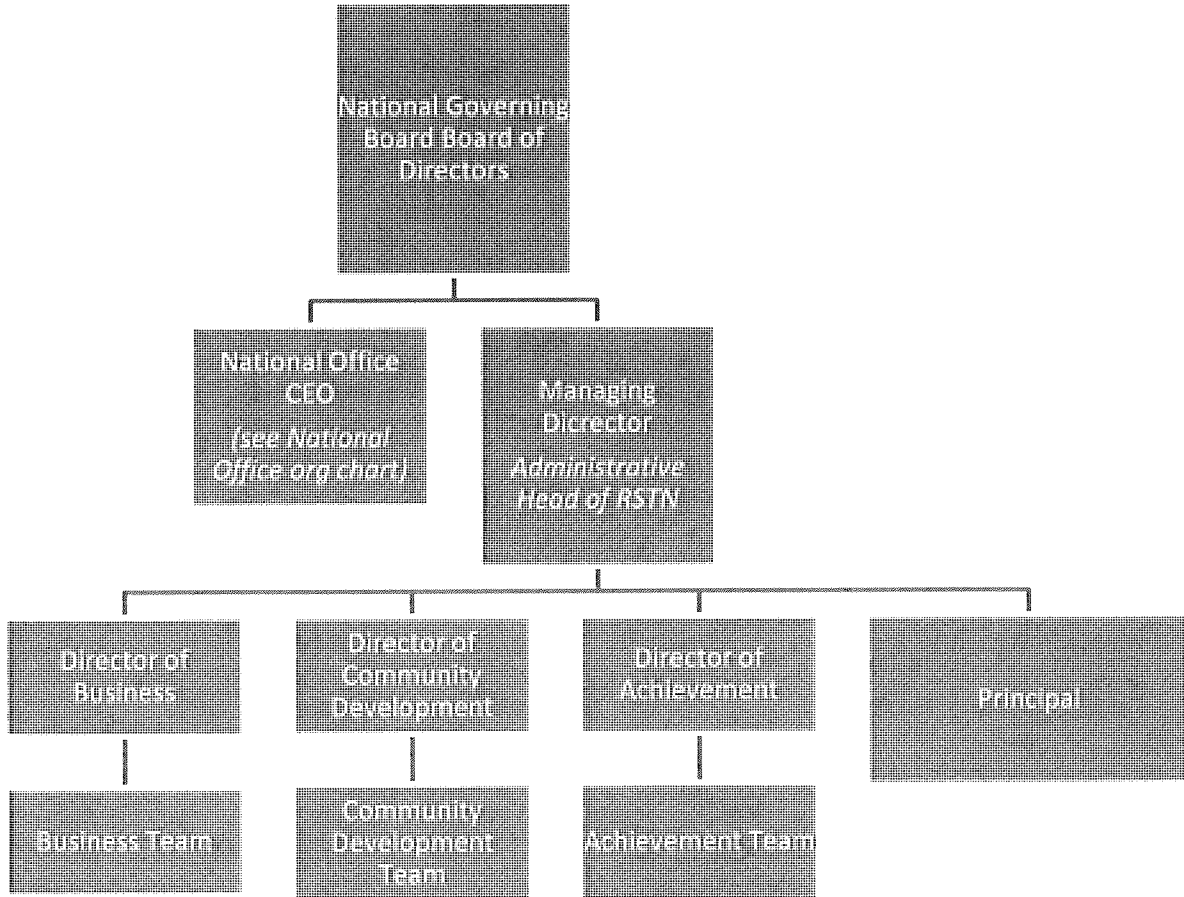 National Governing
Board Board of
Directors
National Office
CEO
(see National
Office org chart)
Managing
Dicrector
Administrative
Head of RSTN
Director of
Business
Director of
Community
Development
Director of
Achievement
Principal
Business Team
Community
Development
Team
Achievement Team